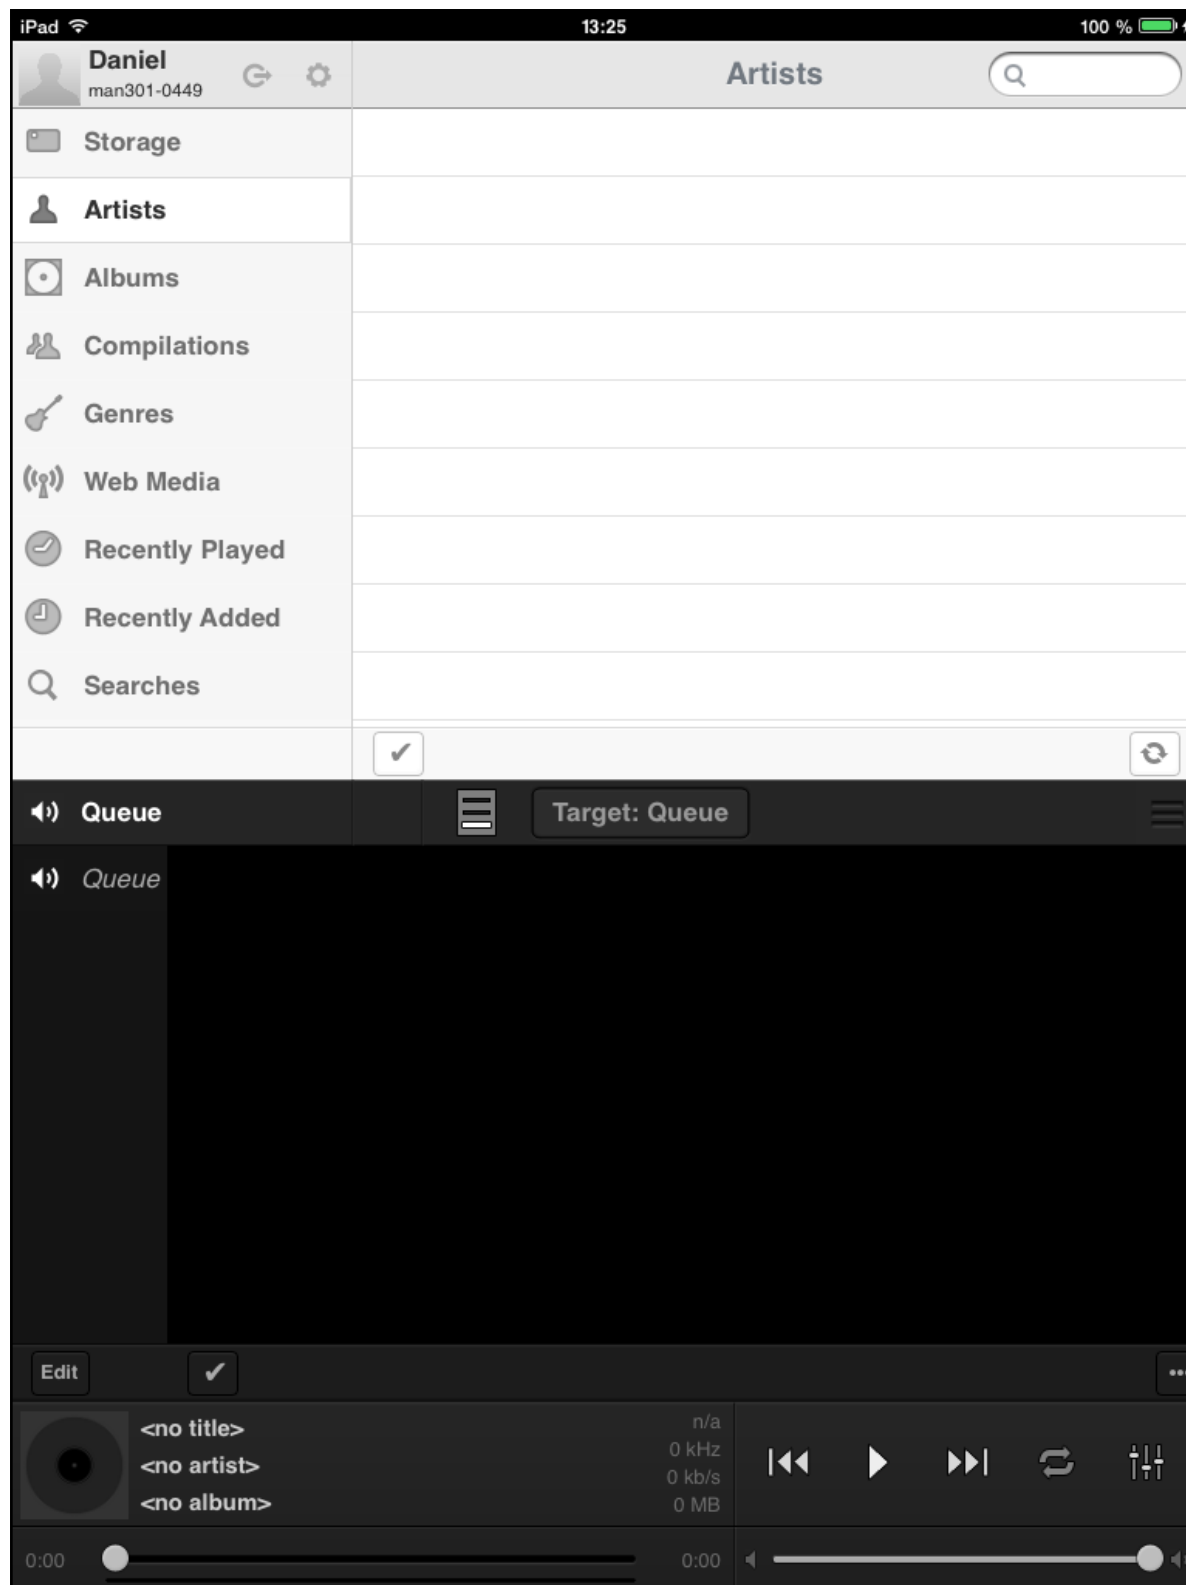 iPad 13:25 100 %
Daniel
man301-0449
Artists
Storage
Artists
Albums
Compilations
Genres
Web Media
Recently Played
Recently Added
Searches
Queue Target: Queue
Queue
Edit
<no title>
<no artist>
<no album>
n/a
0 kHz
0 kb/s
0 MB
0:00 0:00